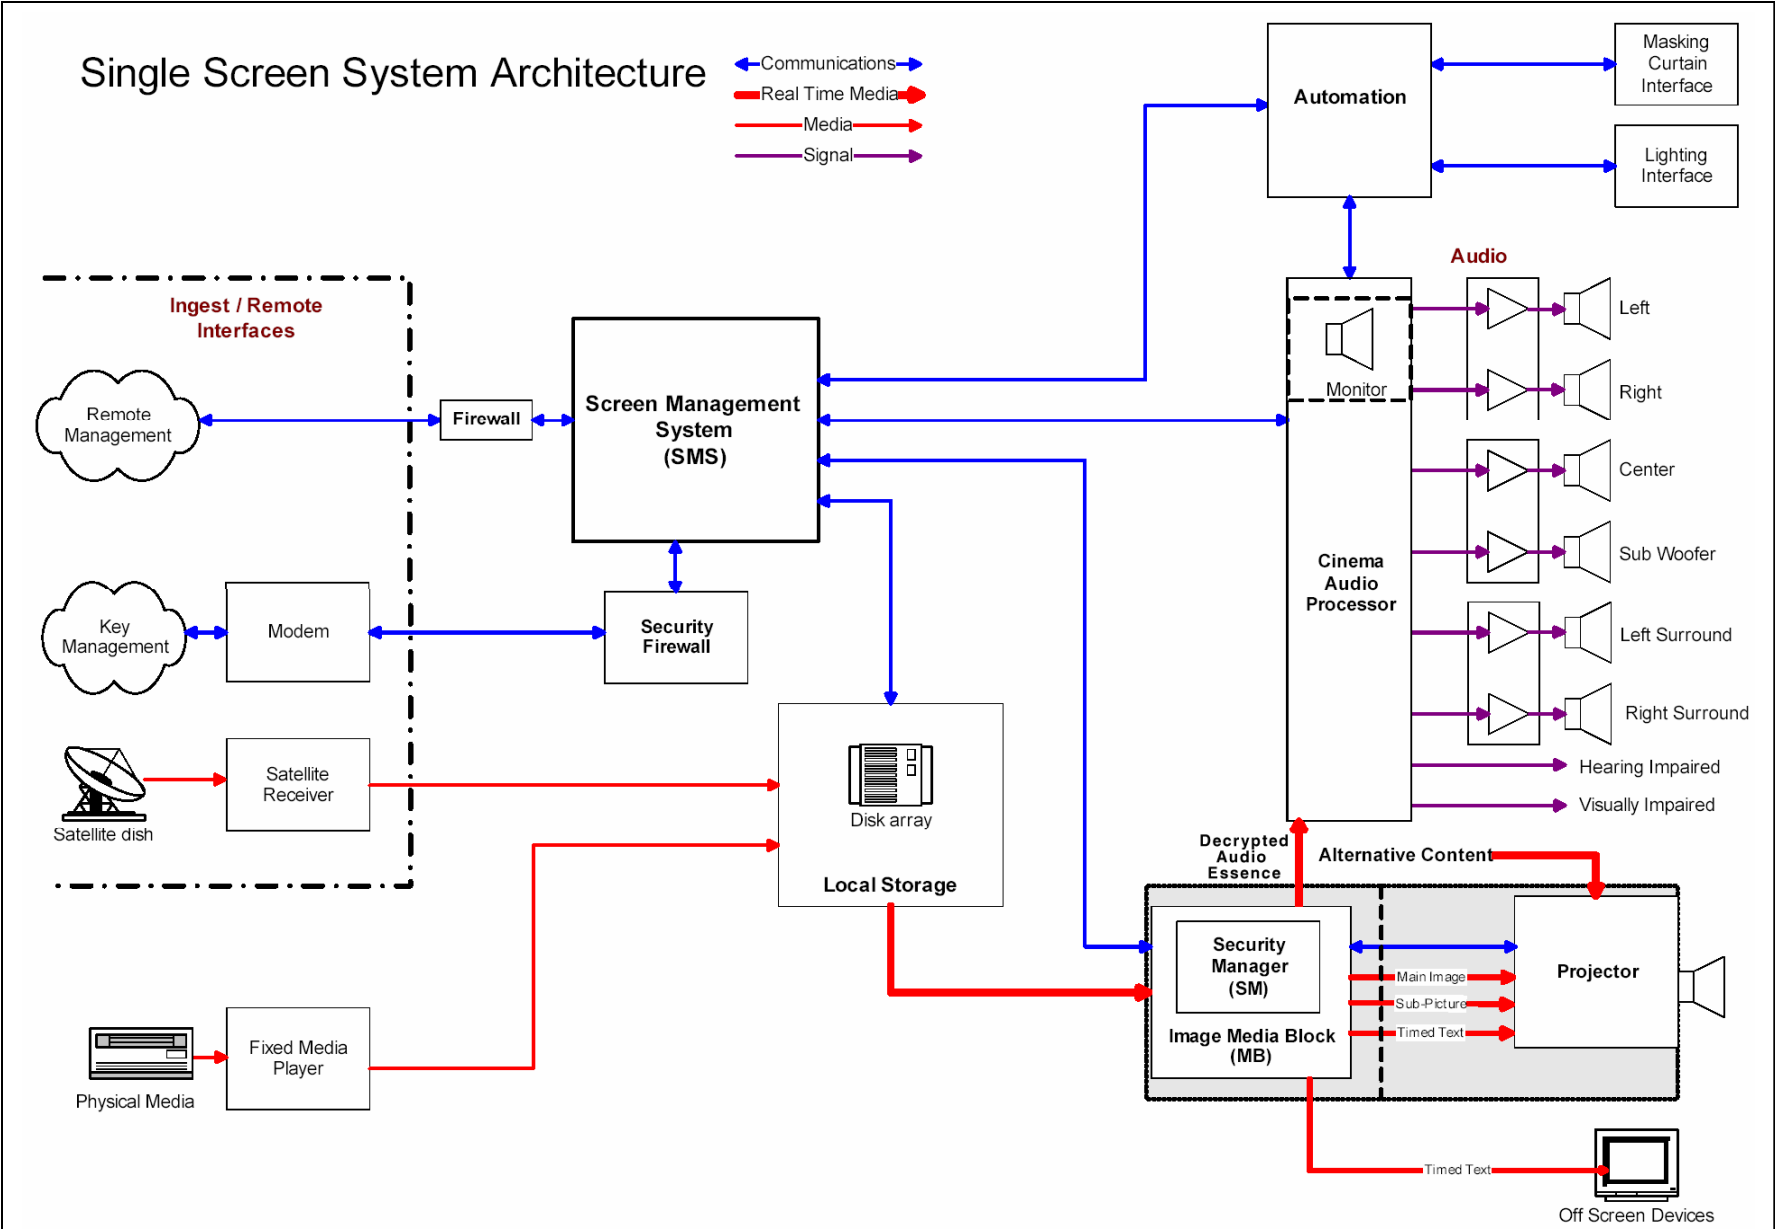 Single Screen System Architecture
Communications
Real Time Media
Media
Signal
Automation
Masking
Curtain
Interface
Lighting
Interface
Ingest / Remote
Interfaces
Remote
Management
Firewall
Screen Management
System
(SMS)
Key
Management
Modem
Security
Firewall
Satellite dish
Satellite
Receiver
Disk array
Local Storage
Physical Media
Fixed Media
Player
Audio
Monitor
Cinema
Audio
Processor
Left
Right
Center
Sub Woofer
Left Surround
Right Surround
Hearing Impaired
Visually Impaired
Decrypted
Audio
Essence
Alternative Content
Security
Manager
(SM)
Image Media Block
(MB)
Main Image
Sub-Picture
Timed Text
Projector
Timed Text
Off Screen Devices